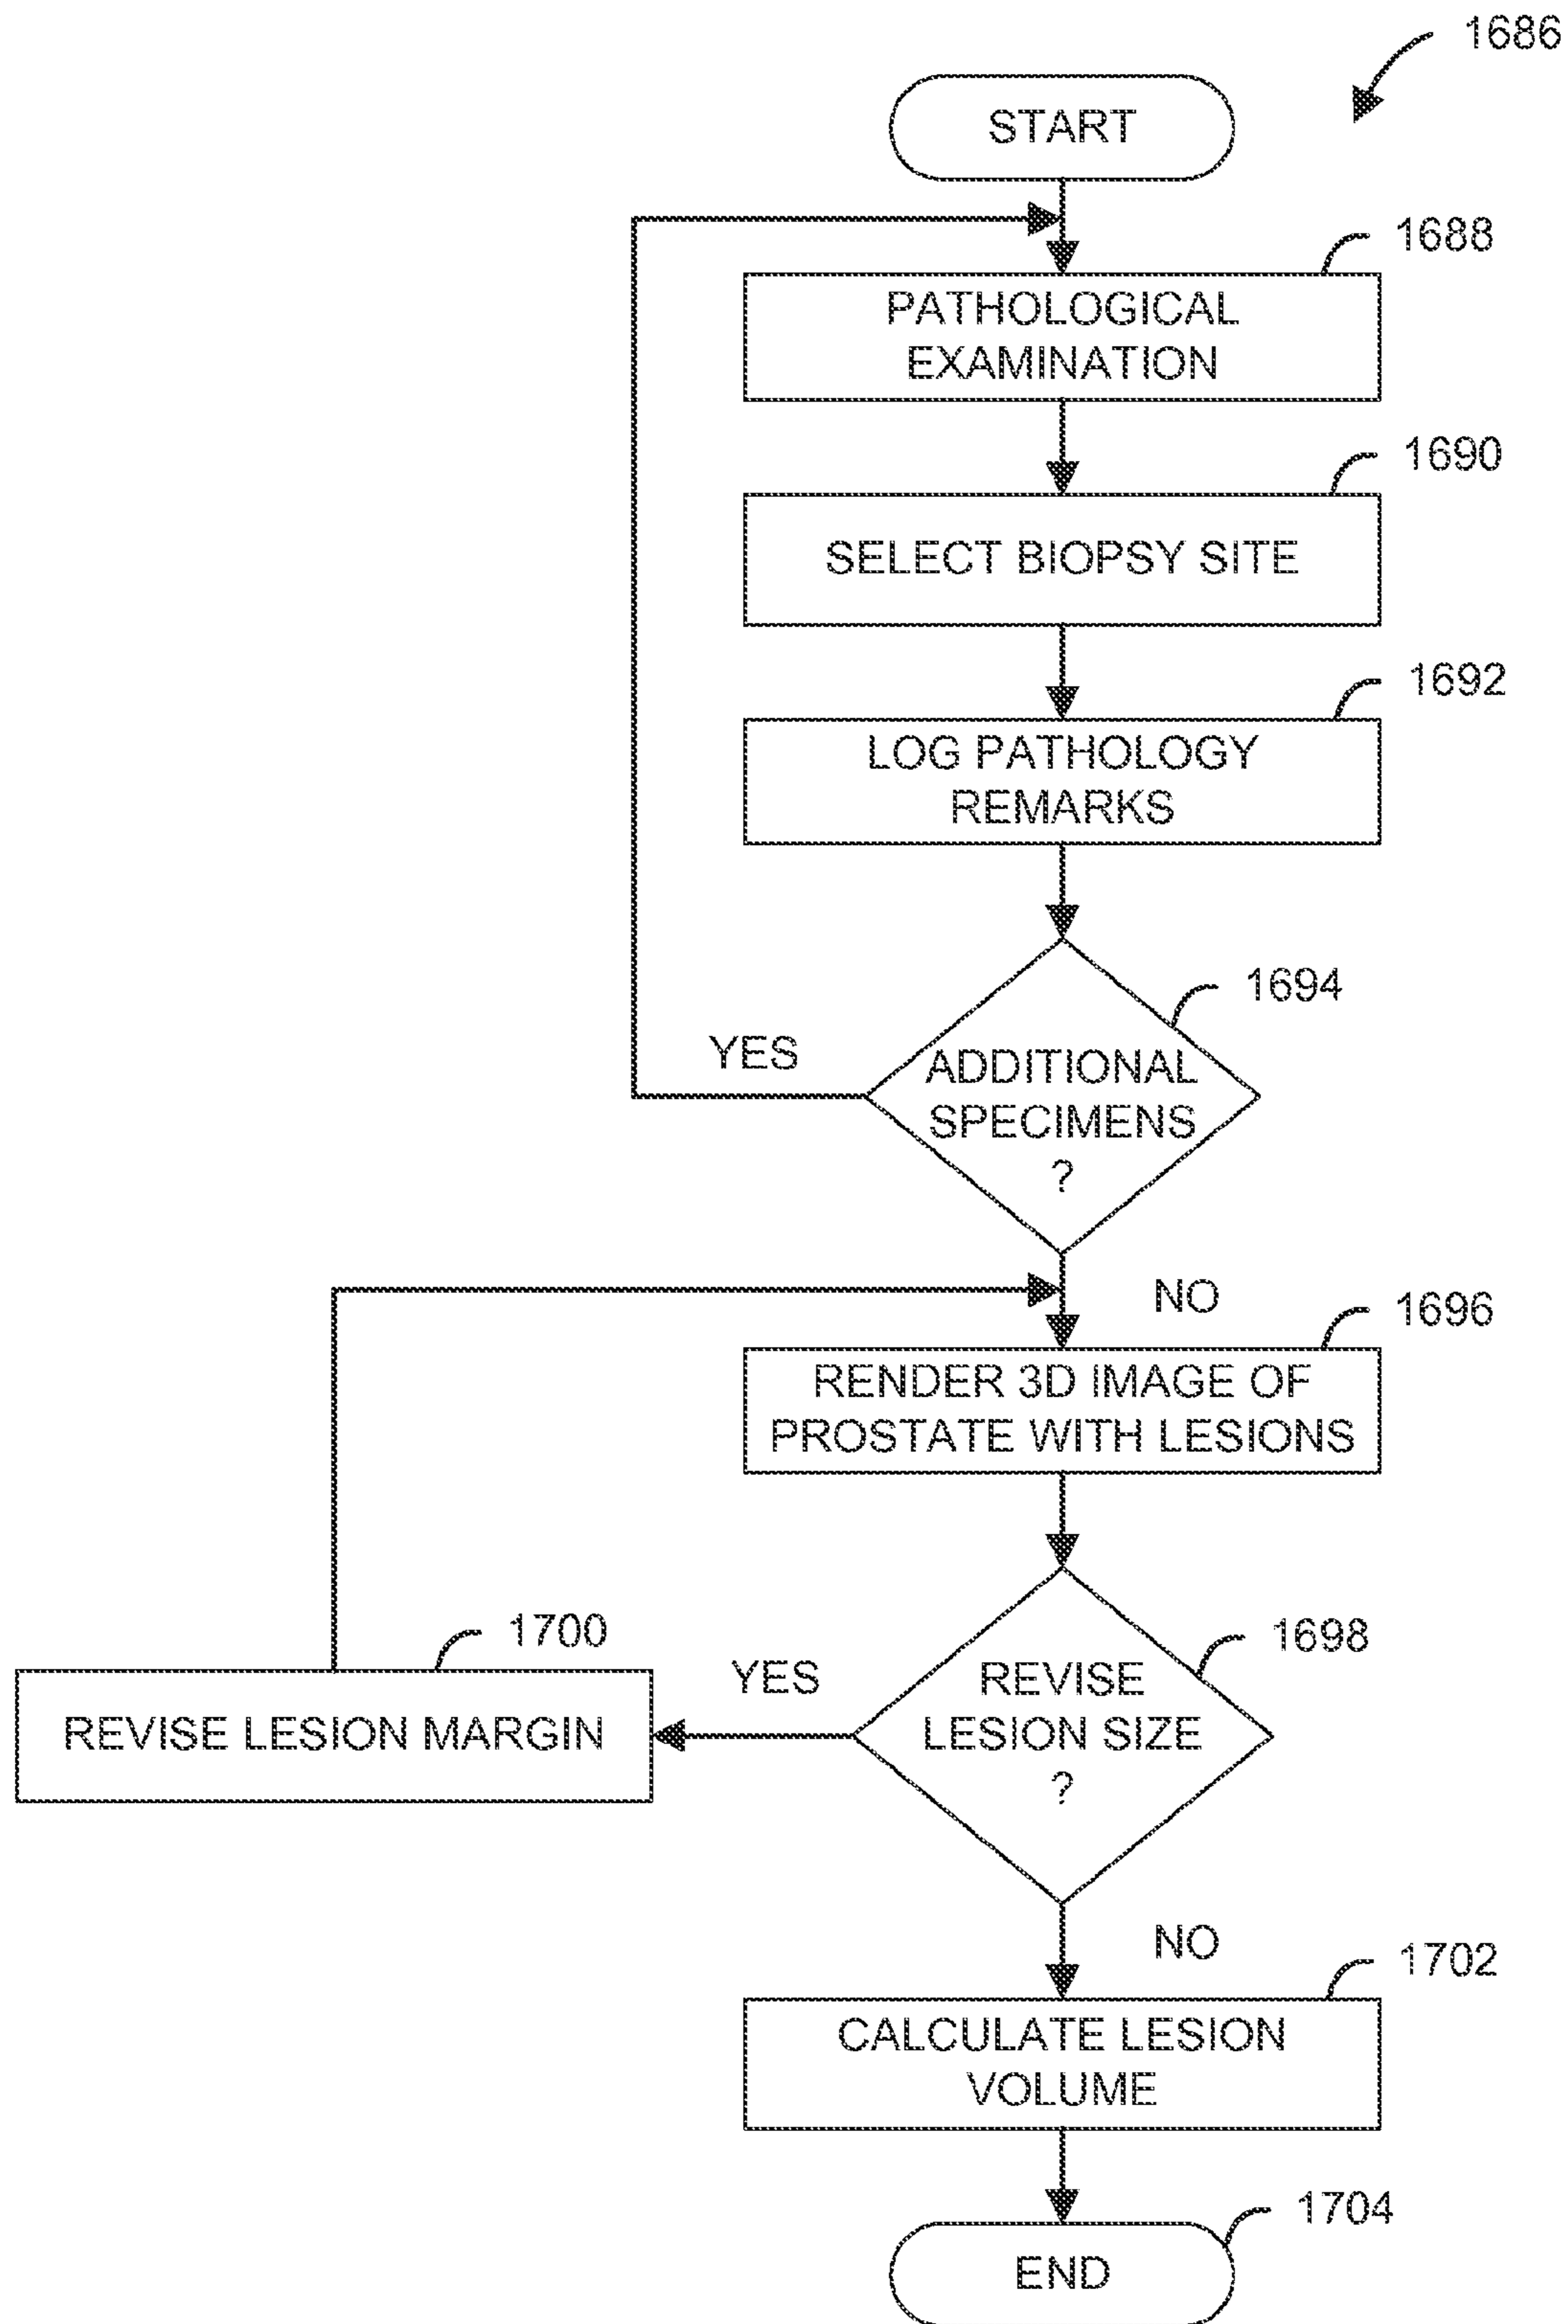 1686
START
1688
PATHOLOGICAL
EXAMINATION
1690
SELECT BIOPSY SITE
1692
LOG PATHOLOGY
REMARKS
1694
YES
ADDITIONAL
SPECIMENS
?
NO
1696
RENDER 3D IMAGE OF
PROSTATE WITH LESIONS
1700
1698
REVISE LESION MARGIN
YES
REVISE
LESION SIZE
?
NO
1702
CALCULATE LESION
VOLUME
1704
END